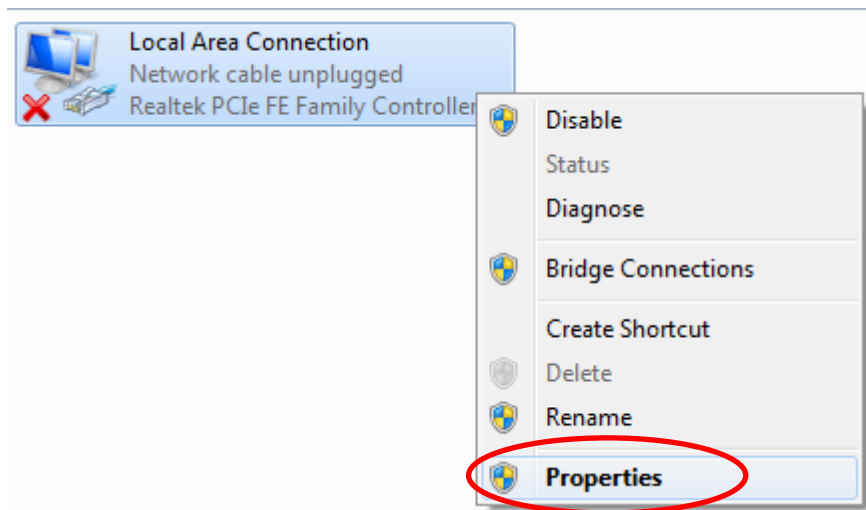 Local Area Connection
Network cable unplugged
Realtek PCIe FE Family Controller
Disable
Status
Diagnose
Bridge Connections
Create Shortcut
Delete
Rename
Properties